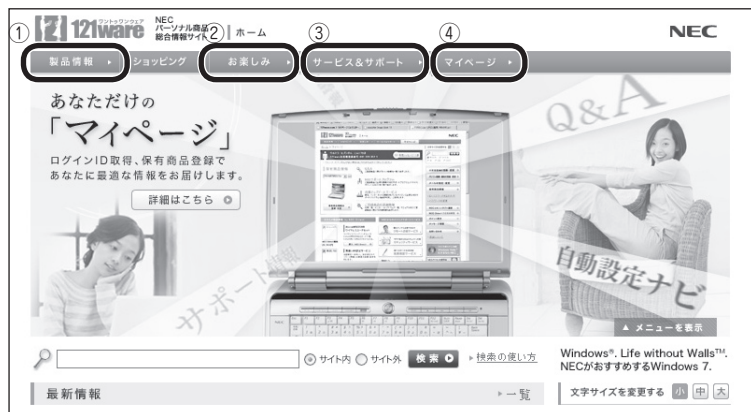 ① ② ③ ④
121ware
ワントゥワンウェア
NEC
パーソナル商品
総合情報サイト
ホーム
NEC
製品情報 ショッピング お楽しみ サービス&サポート マイページ
あなただけの
「マイページ」
ログインID取得、保有商品登録で
あなたに最適な情報をお届けします。
詳細はこちら
Q&A
サポート情報
自動設定ナビ
▲ メニューを表示
サイト内 サイト外 検索 検索の使い方
Windows®. Life without Walls™.
NECがおすすめするWindows 7.
最新情報 一覧
文字サイズを変更する 小 中 大